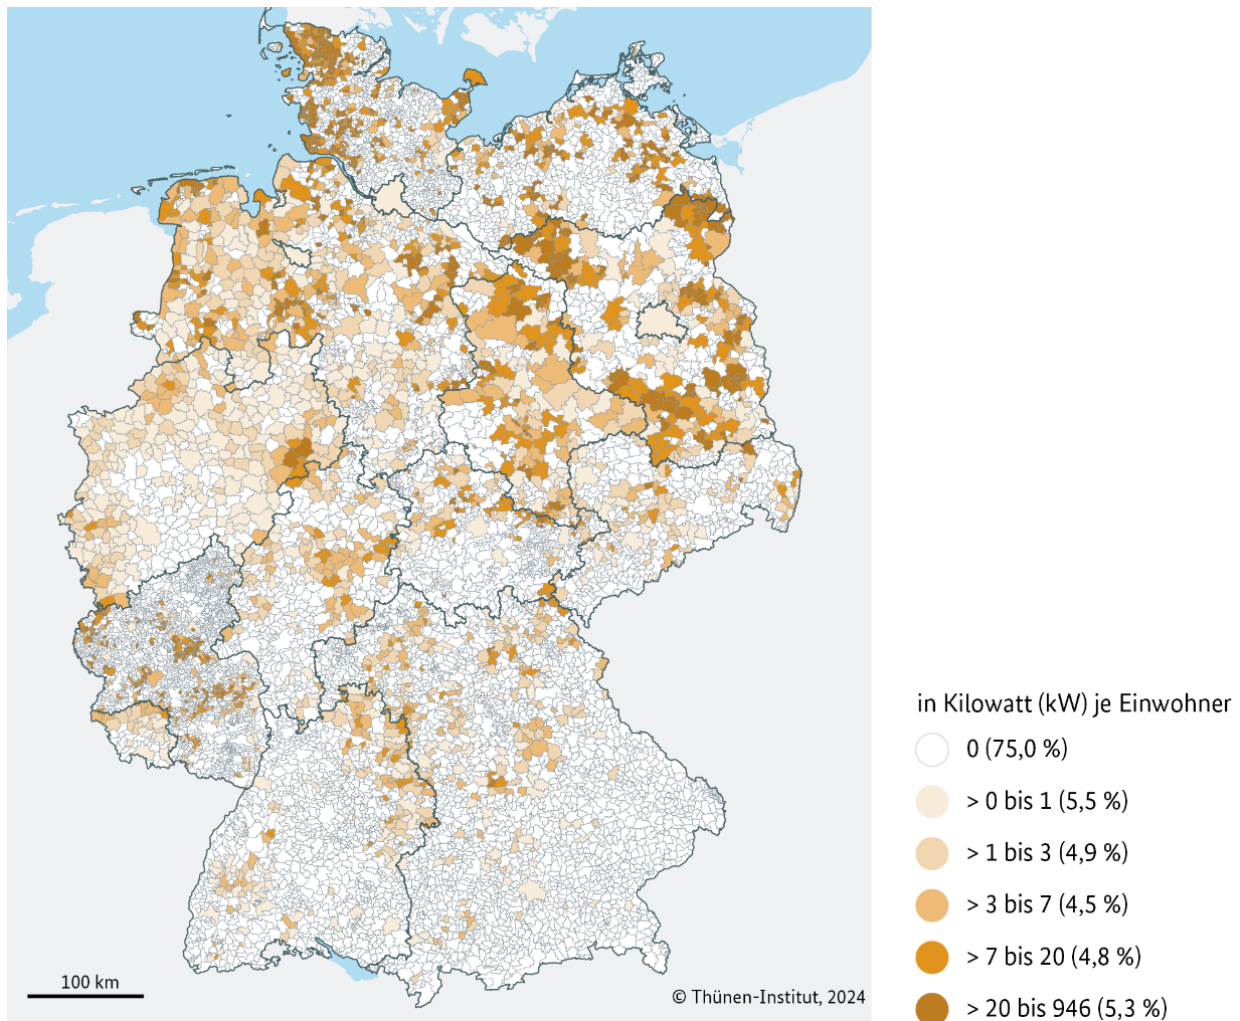 in Kilowatt (kW) je Einwohner
0 (75,0 %)
> 0 bis 1 (5,5 %)
> 1 bis 3 (4,9 %)
> 3 bis 7 (4,5 %)
> 7 bis 20 (4,8 %)
> 20 bis 946 (5,3 %)
100 km
© Thünen-Institut, 2024